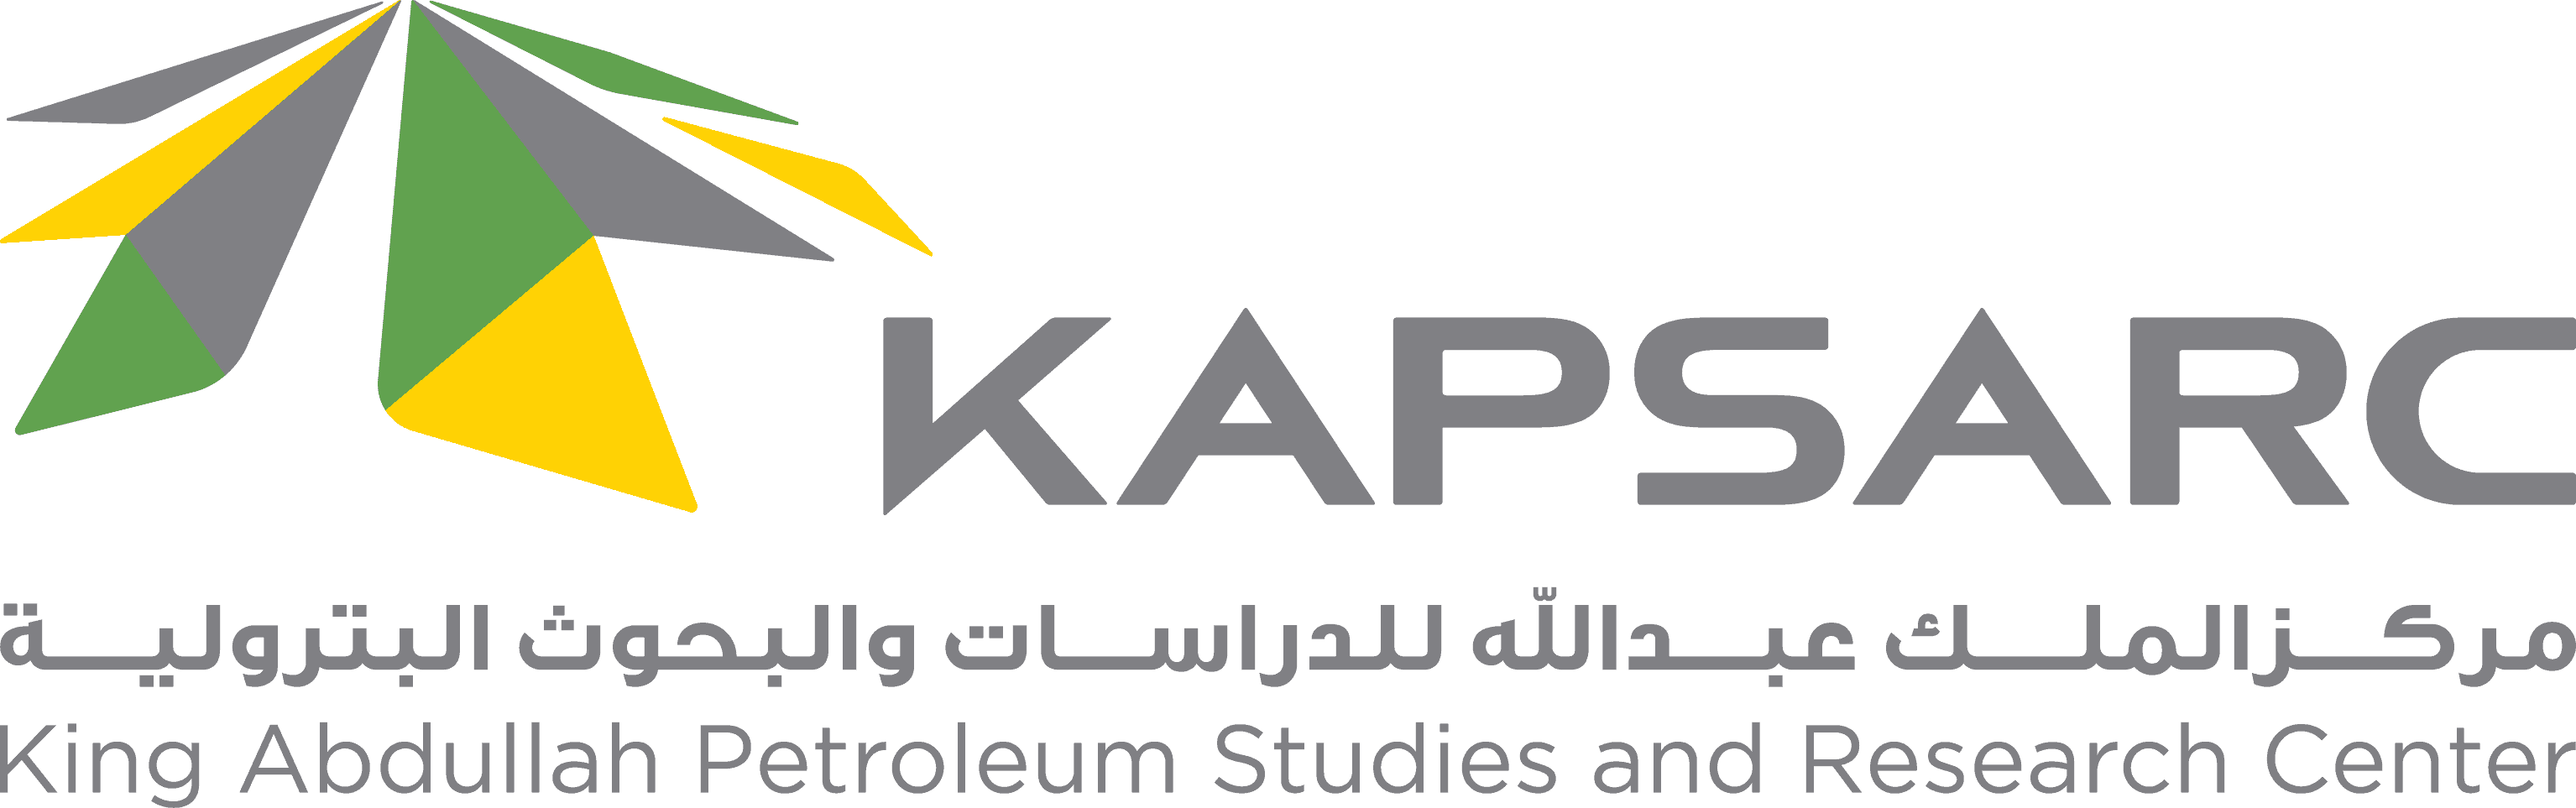 KAPSARC
مركز الملك عبدالله للدراسات والبحوث البترولية
King Abdullah Petroleum Studies and Research Center